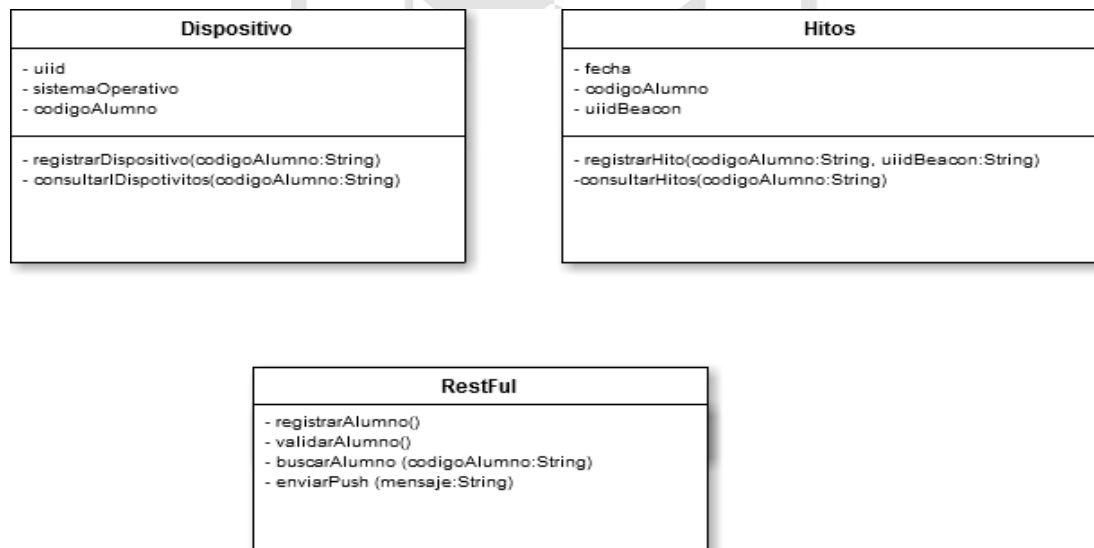 Dispositivo
- uiid
- sistemaOperativo
- codigoAlumno
- registrarDispositivo(codigoAlumno:String)
- consultarIDispotivitos(codigoAlumno:String)
Hitos
- fecha
- codigoAlumno
- uiidBeacon
- registrarHito(codigoAlumno:String, uiidBeacon:String)
-consultarHitos(codigoAlumno:String)
RestFul
- registrarAlumno()
- validarAlumno()
- buscarAlumno (codigoAlumno:String)
- enviarPush (mensaje:String)